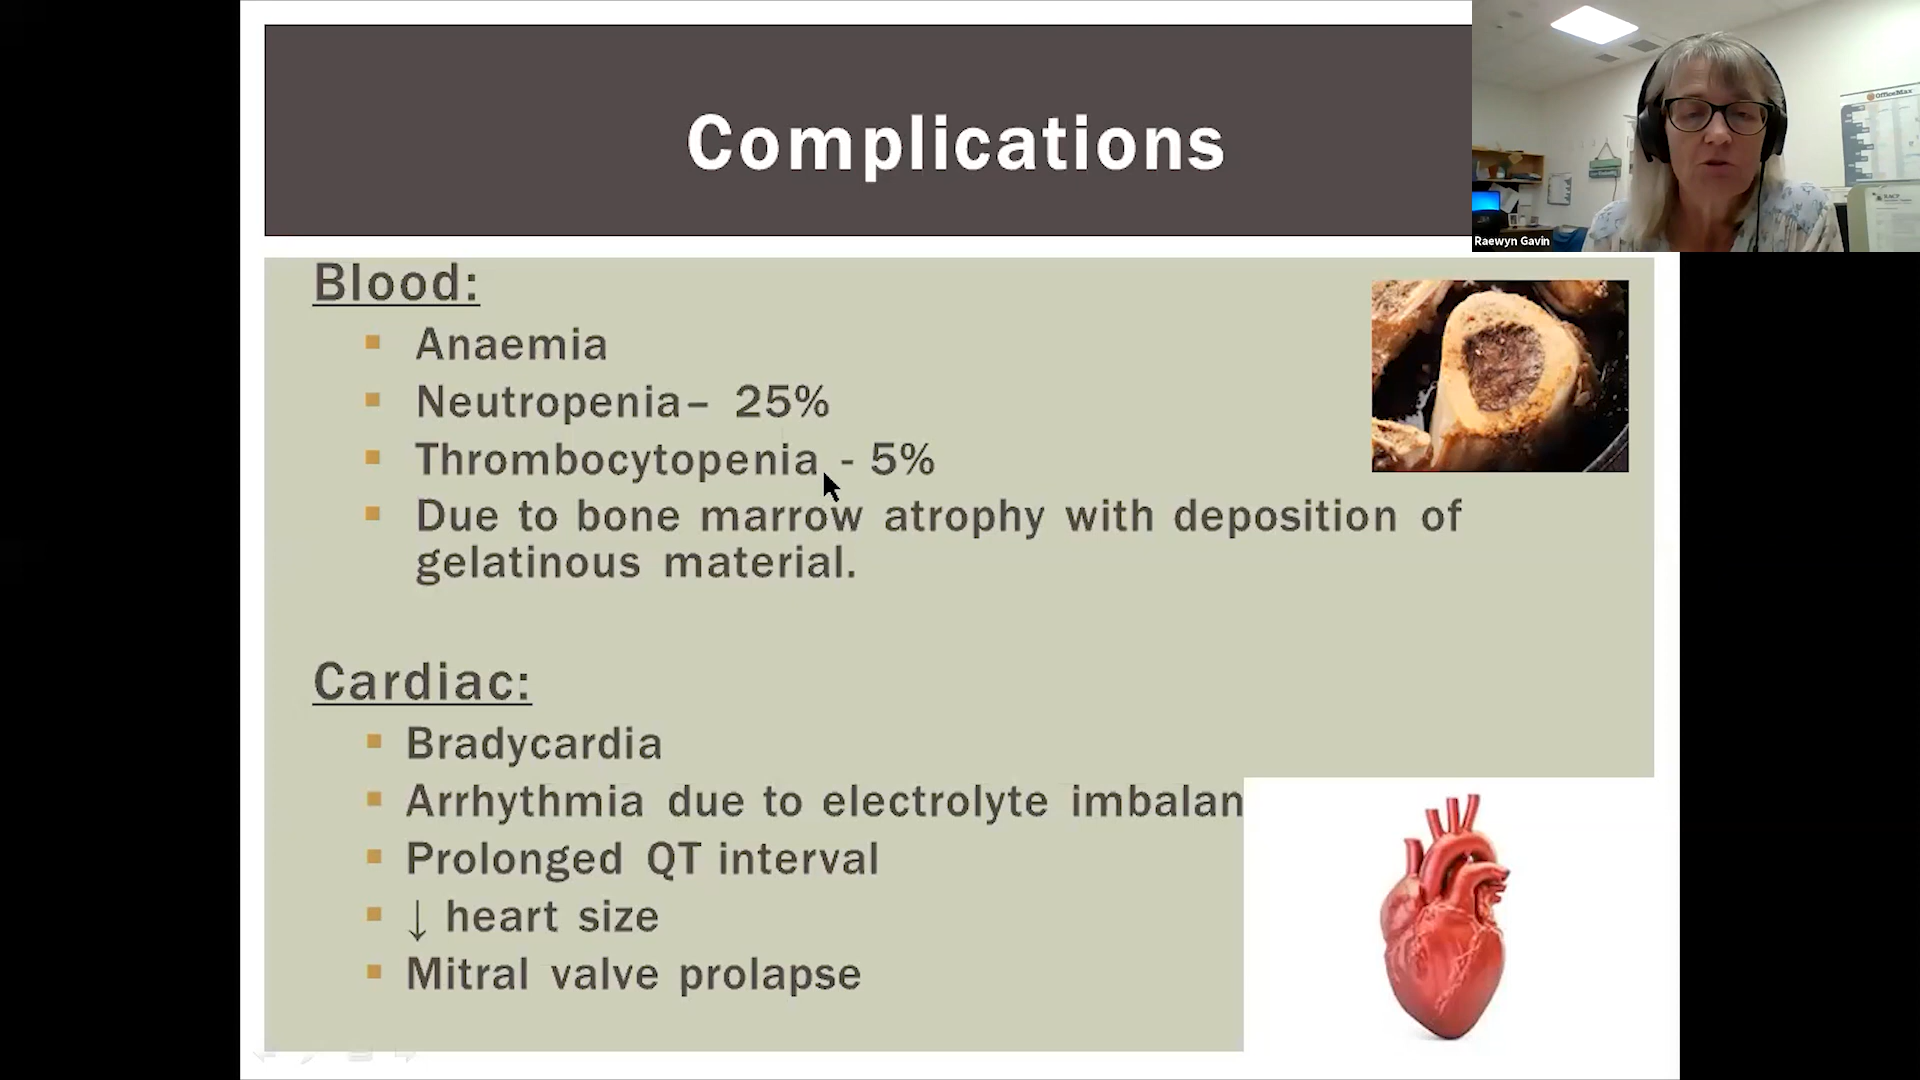 Complications
OfficeMax
Raewyn Gavin
Blood:
Anaemia
Neutropenia– 25%
Thrombocytopenia - 5%
Due to bone marrow atrophy with deposition of
gelatinous material.
Cardiac:
Bradycardia
Arrhythmia due to electrolyte imbalan
Prolonged QT interval
↓ heart size
Mitral valve prolapse